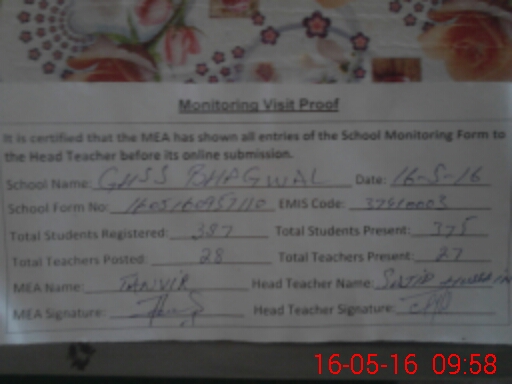 Monitoring Visit Proof
It is certified that the MEA has shown all entries of the School Monitoring Form to
the Head Teacher before its online submission.
School Name: GHSS BHAGWAL Date: 16-5-16
School Form No: EMIS Code:
Total Students Registered: 387 Total Students Present: 375
Total Teachers Posted: 28 Total Teachers Present: 27
MEA Name: TANVIR Head Teacher Name:
MEA Signature: Head Teacher Signature:
16-05-16 09:58